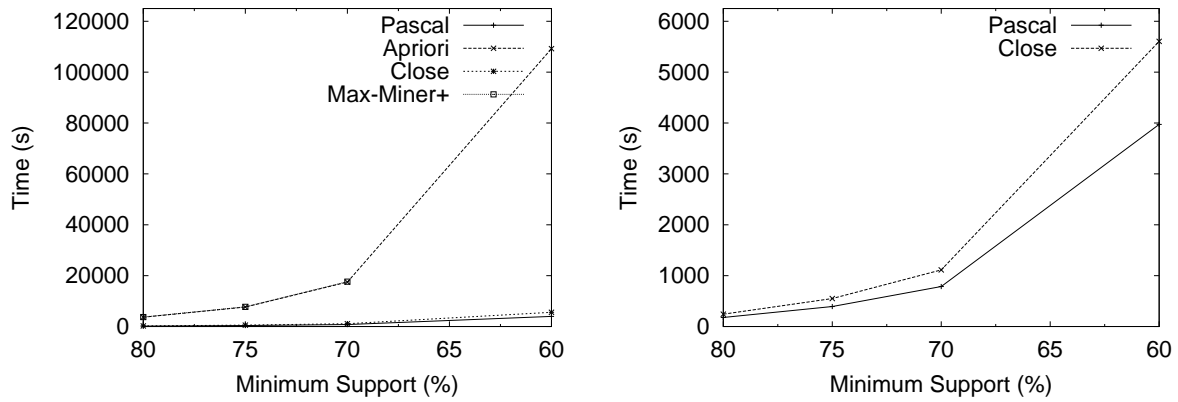 Pascal
Apriori
Close
Max-Miner+
120000
100000
80000
60000
40000
20000
0
80 75 70 65 60
Time (s)
Minimum Support (%)
Pascal
Close
6000
5000
4000
3000
2000
1000
0
80 75 70 65 60
Time (s)
Minimum Support (%)